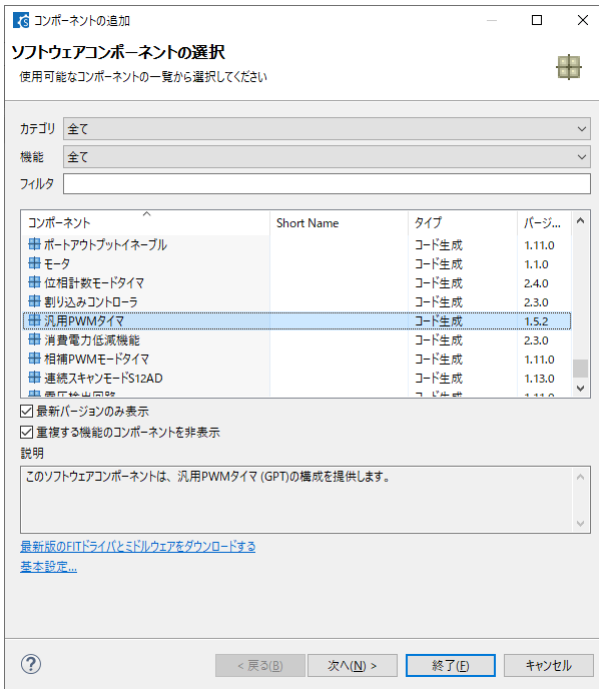 コンポーネントの追加
ソフトウェアコンポーネントの選択
使用可能なコンポーネントの一覧から選択してください
カテゴリ 全て
機能 全て
フィルタ
コンポーネント Short Name タイプ バージ...
ポートアウトプットイネーブル コード生成 1.11.0
モータ コード生成 1.1.0
位相計数モードタイマ コード生成 2.4.0
割り込みコントローラ コード生成 2.3.0
汎用PWMタイマ コード生成 1.5.2
消費電力低減機能 コード生成 2.3.0
相補PWMモードタイマ コード生成 1.11.0
連続スキャンモードS12AD コード生成 1.13.0
電圧検出回路 コード生成 1.11.0
最新バージョンのみ表示
重複する機能のコンポーネントを非表示
説明
このソフトウェアコンポーネントは、汎用PWMタイマ (GPT)の構成を提供します。
最新版のFITドライバとミドルウェアをダウンロードする
基本設定...
< 戻る(B) 次へ(N) > 終了(F) キャンセル